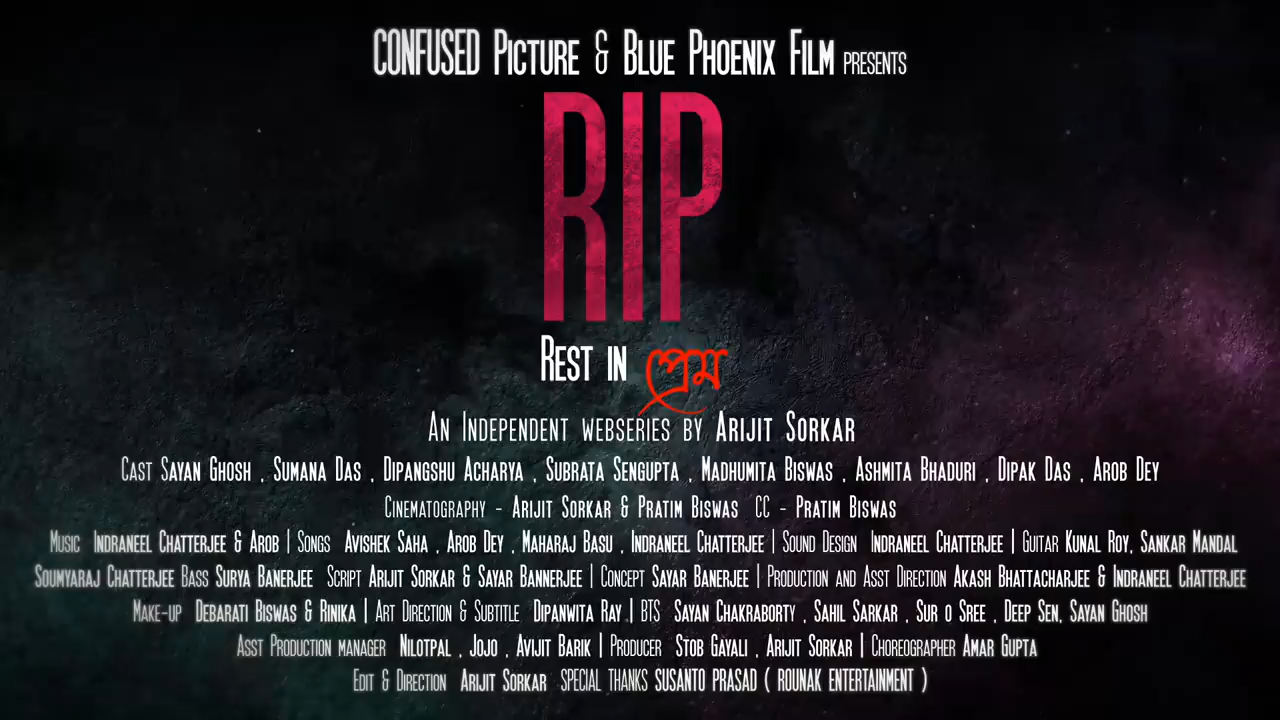 CONFUSED PICTURE & BLUE PHOENIX FILM PRESENTS
RIP
REST IN প্রেম
AN INDEPENDENT WEBSERIES BY ARIJIT SORKAR
CAST SAYAN GHOSH , SUMANA DAS , DIPANGSHU ACHARYA , SUBRATA SENGUPTA , MADHUMITA BISWAS , ASHMITA BHADURI , DIPAK DAS , AROB DEY
CINEMATOGRAPHY - ARIJIT SORKAR & PRATIM BISWAS CC - PRATIM BISWAS
MUSIC INDRANEEL CHATTERJEE & AROB | SONGS AVISHEK SAHA , AROB DEY , MAHARAJ BASU , INDRANEEL CHATTERJEE | SOUND DESIGN INDRANEEL CHATTERJEE | GUITAR KUNAL ROY, SANKAR MANDAL
SOUMYARAJ CHATTERJEE BASS SURYA BANERJEE SCRIPT ARIJIT SORKAR & SAYAR BANNERJEE | CONCEPT SAYAR BANERJEE | PRODUCTION AND ASST DIRECTION AKASH BHATTACHARJEE & INDRANEEL CHATTERJEE
MAKE-UP DEBARATI BISWAS & RINIKA | ART DIRECTION & SUBTITLE DIPANWITA RAY | BTS SAYAN CHAKRABORTY , SAHIL SARKAR , SUR O SREE , DEEP SEN, SAYAN GHOSH
ASST PRODUCTION MANAGER NILOTPAL , JOJO , AVIJIT BARIK | PRODUCER STOB GAYALI , ARIJIT SORKAR | CHOREOGRAPHER AMAR GUPTA
EDIT & DIRECTION ARIJIT SORKAR SPECIAL THANKS SUSANTO PRASAD ( ROUNAK ENTERTAINMENT )